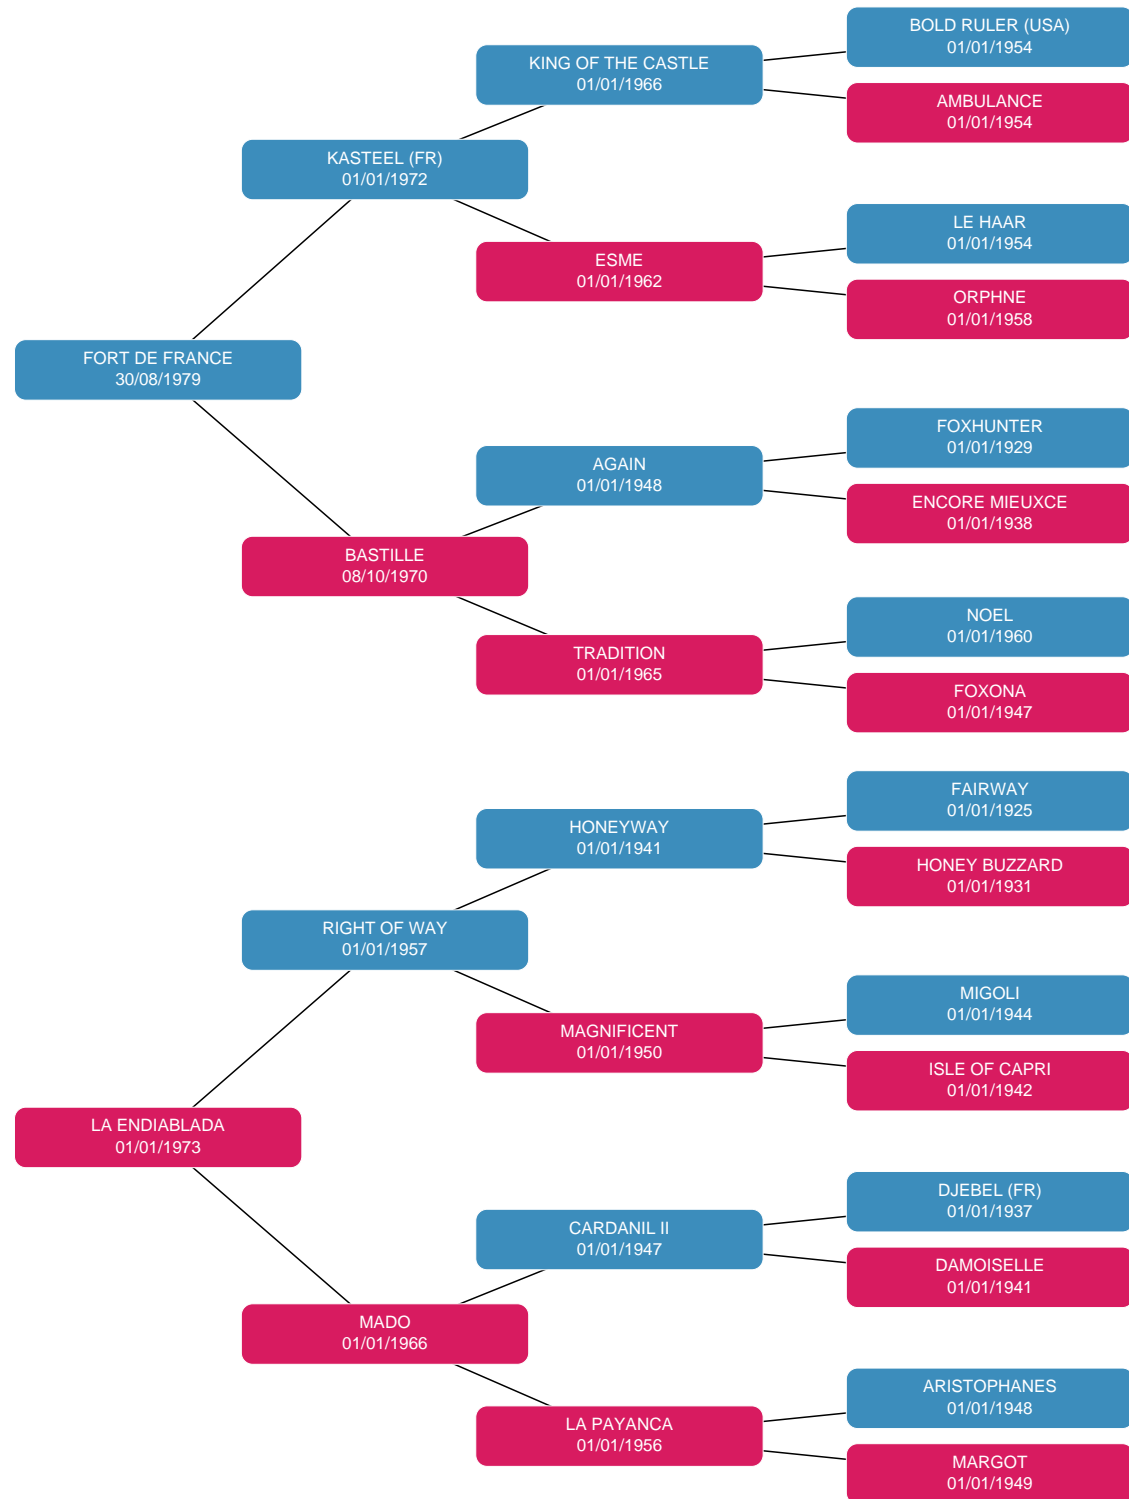 BOLD RULER (USA)
01/01/1954
KING OF THE CASTLE
01/01/1966
AMBULANCE
01/01/1954
KASTEEL (FR)
01/01/1972
LE HAAR
01/01/1954
ESME
01/01/1962
ORPHNE
01/01/1958
FORT DE FRANCE
30/08/1979
FOXHUNTER
01/01/1929
AGAIN
01/01/1948
ENCORE MIEUXCE
01/01/1938
BASTILLE
08/10/1970
NOEL
01/01/1960
TRADITION
01/01/1965
FOXONA
01/01/1947
FAIRWAY
01/01/1925
HONEYWAY
01/01/1941
HONEY BUZZARD
01/01/1931
RIGHT OF WAY
01/01/1957
MIGOLI
01/01/1944
MAGNIFICENT
01/01/1950
ISLE OF CAPRI
01/01/1942
LA ENDIABLADA
01/01/1973
DJEBEL (FR)
01/01/1937
CARDANIL II
01/01/1947
DAMOISELLE
01/01/1941
MADO
01/01/1966
ARISTOPHANES
01/01/1948
LA PAYANCA
01/01/1956
MARGOT
01/01/1949